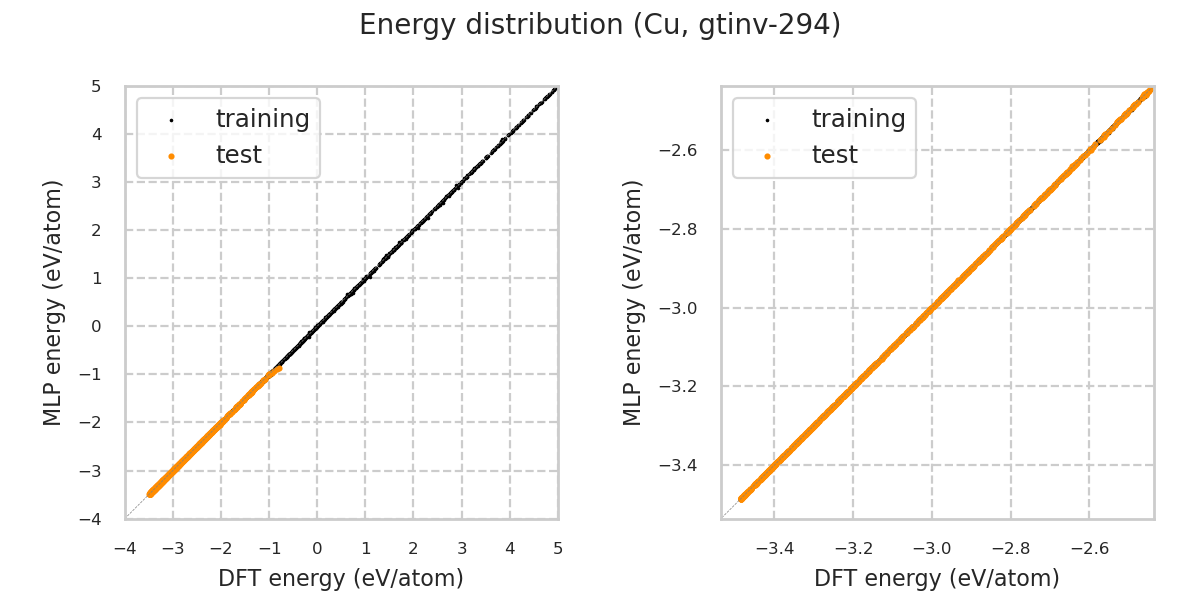 Energy distribution (Cu, gtinv-294)
training
test
5
4
3
2
1
0
−1
−2
−3
−4
−4 −3 −2 −1 0 1 2 3 4 5
MLP energy (eV/atom)
DFT energy (eV/atom)
training
test
−2.6
−2.8
−3.0
−3.2
−3.4
−3.4 −3.2 −3.0 −2.8 −2.6
MLP energy (eV/atom)
DFT energy (eV/atom)